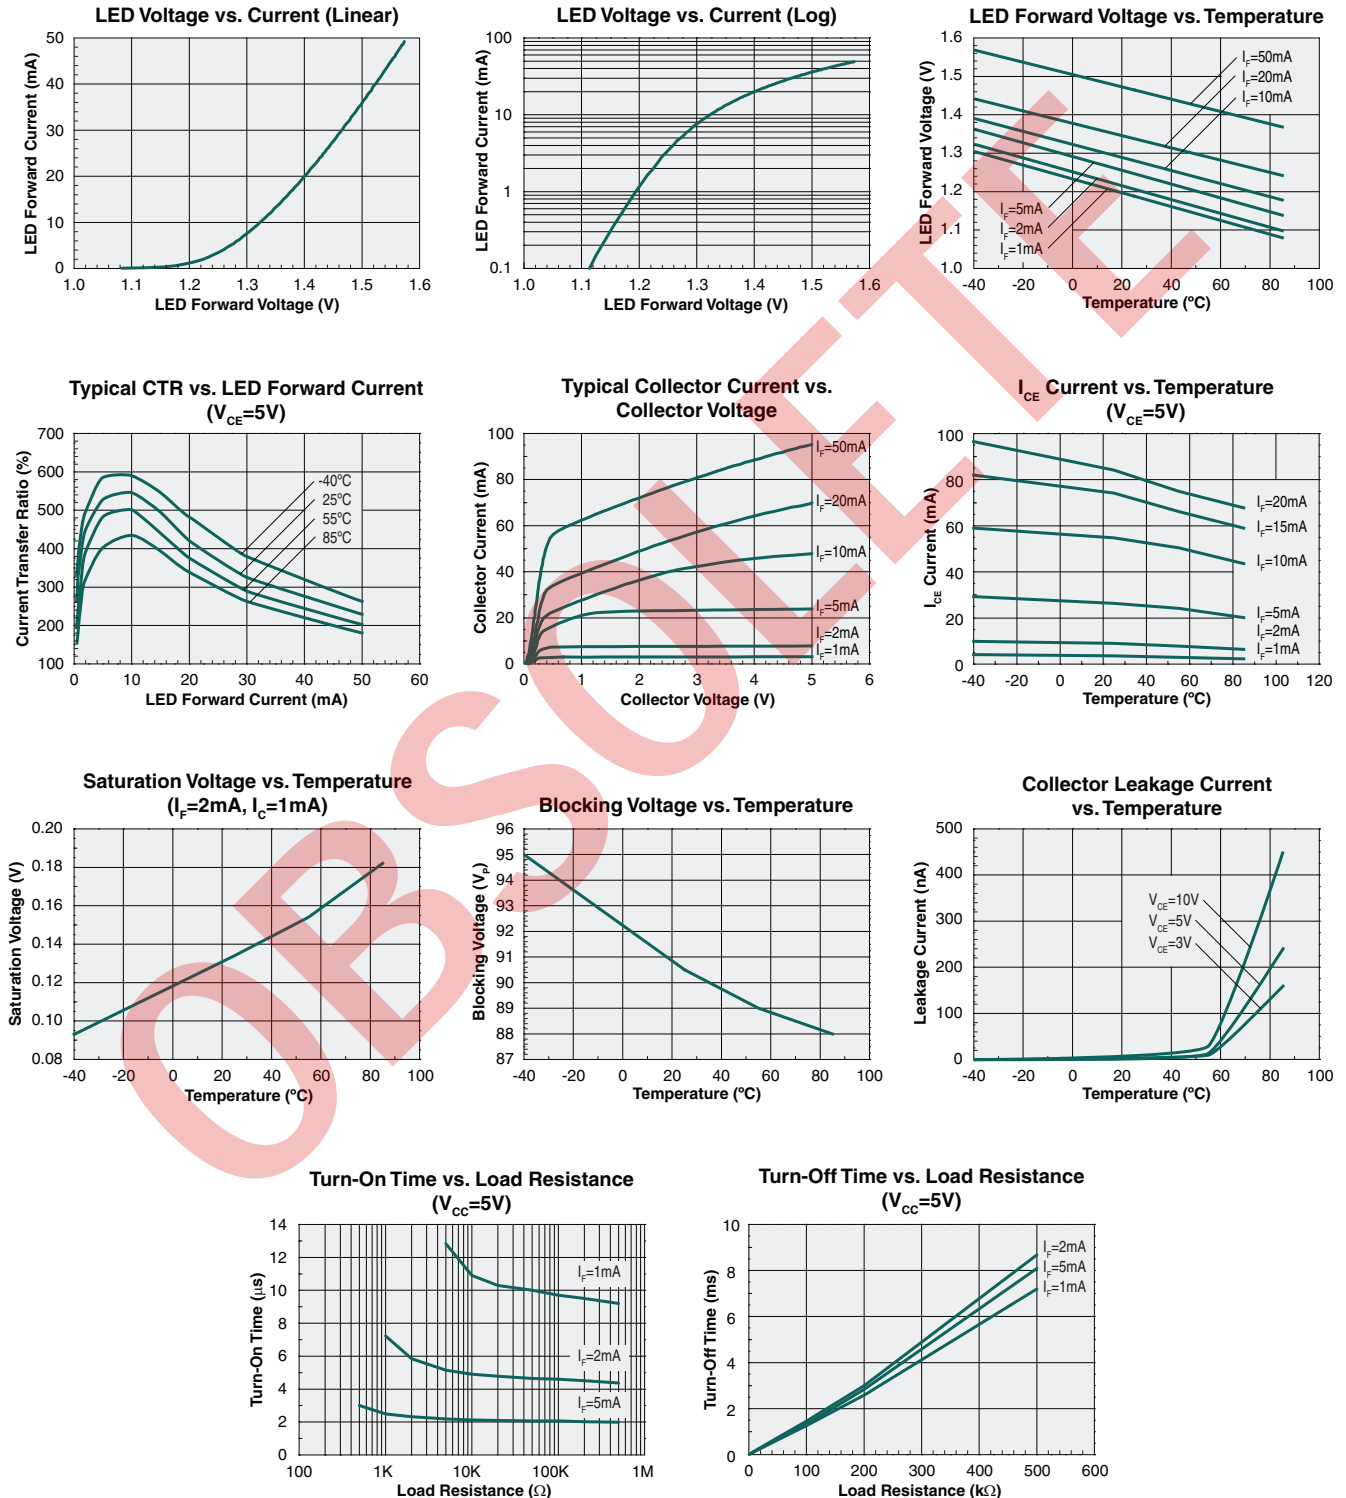 LED Voltage vs. Current (Linear)
LED Forward Current (mA)
50
40
30
20
10
0
1.0 1.1 1.2 1.3 1.4 1.5 1.6
LED Forward Voltage (V)
LED Voltage vs. Current (Log)
LED Forward Current (mA)
100
10
1
0.1
1.0 1.1 1.2 1.3 1.4 1.5 1.6
LED Forward Voltage (V)
LED Forward Voltage vs. Temperature
LED Forward Voltage (V)
1.6
1.5
1.4
1.3
1.2
1.1
1.0
IF=50mA
IF=20mA
IF=10mA
IF=5mA
IF=2mA
IF=1mA
-40 -20 0 20 40 60 80 100
Temperature (ºC)
Typical CTR vs. LED Forward Current
(VCE=5V)
Current Transfer Ratio (%)
700
600
500
400
300
200
100
-40ºC
25ºC
55ºC
85ºC
0 10 20 30 40 50 60
LED Forward Current (mA)
Typical Collector Current vs.
Collector Voltage
Collector Current (mA)
100
80
60
40
20
0
IF=50mA
IF=20mA
IF=10mA
IF=5mA
IF=2mA
IF=1mA
0 1 2 3 4 5 6
Collector Voltage (V)
ICE Current vs. Temperature
(VCE=5V)
ICE Current (mA)
100
80
60
40
20
0
IF=20mA
IF=15mA
IF=10mA
IF=5mA
IF=2mA
IF=1mA
-40 -20 0 20 40 60 80 100 120
Temperature (ºC)
Saturation Voltage vs. Temperature
(IF=2mA, IC=1mA)
Saturation Voltage (V)
0.20
0.18
0.16
0.14
0.12
0.10
0.08
-40 -20 0 20 40 60 80 100
Temperature (ºC)
Blocking Voltage vs. Temperature
Blocking Voltage (VP)
96
95
94
93
92
91
90
89
88
87
-40 -20 0 20 40 60 80 100
Temperature (ºC)
Collector Leakage Current
vs. Temperature
Leakage Current (nA)
500
400
300
200
100
0
VCE=10V
VCE=5V
VCE=3V
-40 -20 0 20 40 60 80 100
Temperature (ºC)
Turn-On Time vs. Load Resistance
(VCC=5V)
Turn-On Time (μs)
14
12
10
8
6
4
2
0
IF=1mA
IF=2mA
IF=5mA
100 1K 10K 100K 1M
Load Resistance (Ω)
Turn-Off Time vs. Load Resistance
(VCC=5V)
Turn-Off Time (ms)
10
8
6
4
2
0
IF=2mA
IF=5mA
IF=1mA
0 100 200 300 400 500 600
Load Resistance (kΩ)
OBSOLETE